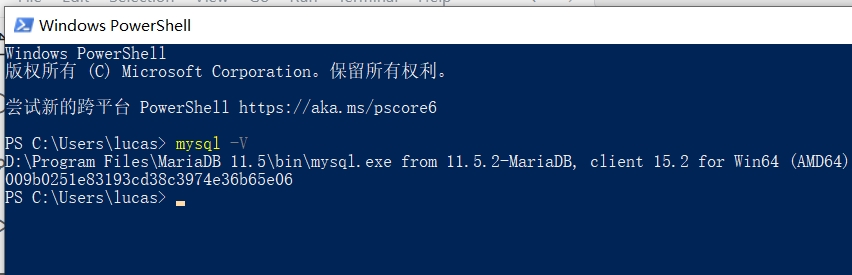 Windows PowerShell
Windows PowerShell
版权所有 (C) Microsoft Corporation。保留所有权利。
尝试新的跨平台 PowerShell https://aka.ms/pscore6
PS C:\Users\lucas> mysql -V
D:\Program Files\MariaDB 11.5\bin\mysql.exe from 11.5.2-MariaDB, client 15.2 for Win64 (AMD64)
009b0251e83193cd38c3974e36b65e06
PS C:\Users\lucas>